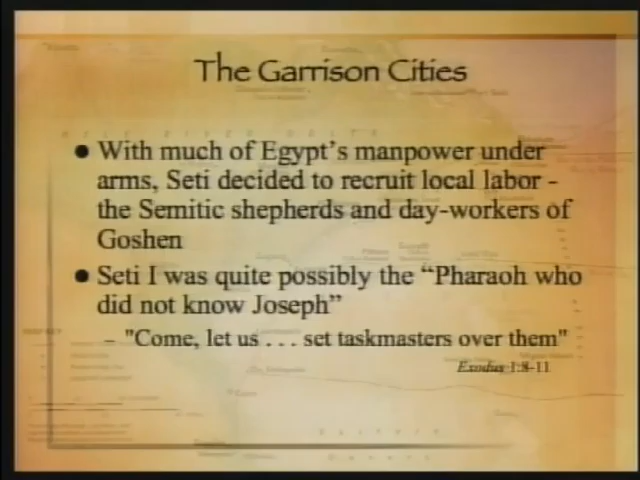 The Garrison Cities
● With much of Egypt's manpower under
arms, Seti decided to recruit local labor -
the Semitic shepherds and day-workers of
Goshen
● Seti I was quite possibly the “Pharaoh who
did not know Joseph”
– "Come, let us . . . set taskmasters over them"
Exodus 1:8-11